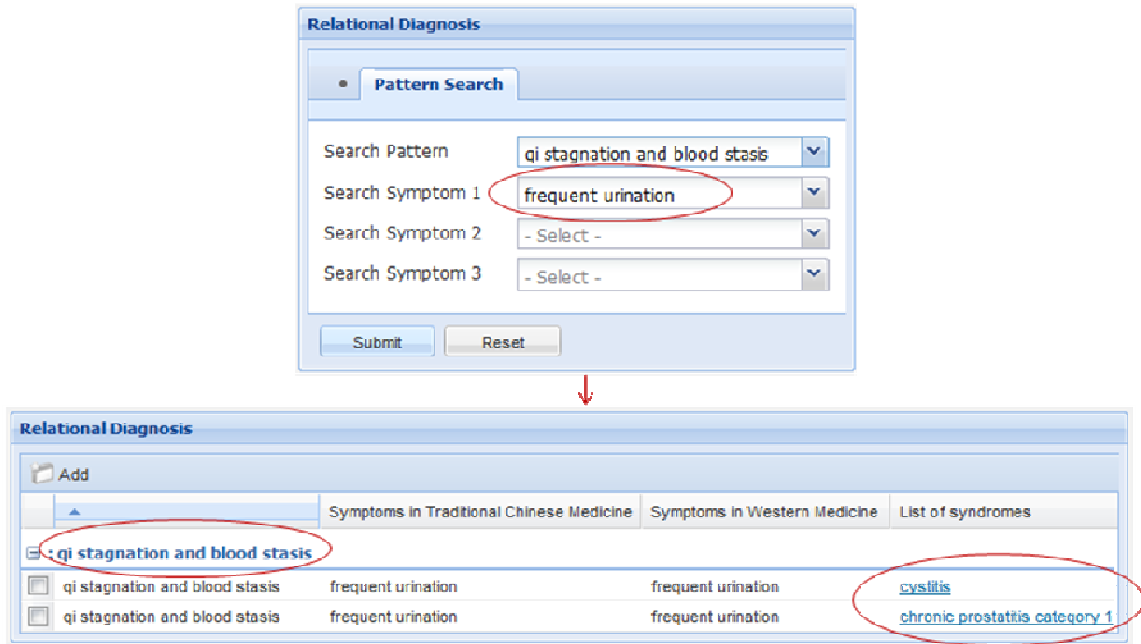 Relational Diagnosis
Pattern Search
Search Pattern qi stagnation and blood stasis
Search Symptom 1 frequent urination
Search Symptom 2 - Select -
Search Symptom 3 - Select -
Submit Reset
Relational Diagnosis
Add
Symptoms in Traditional Chinese Medicine Symptoms in Western Medicine List of syndromes
: qi stagnation and blood stasis
qi stagnation and blood stasis frequent urination frequent urination cystitis
qi stagnation and blood stasis frequent urination frequent urination chronic prostatitis category 1